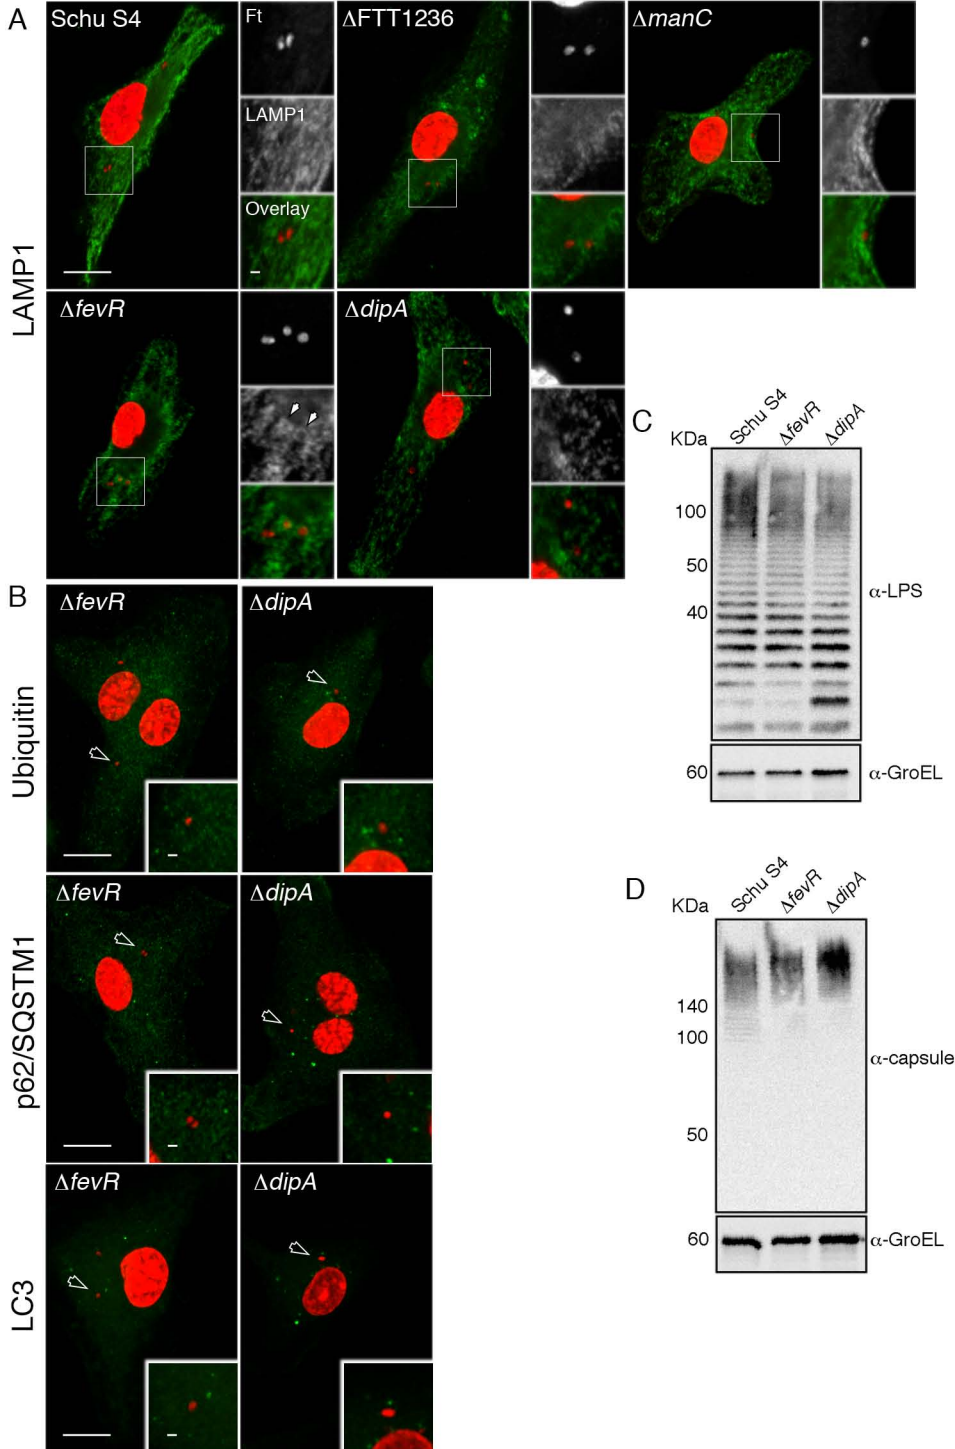 A
Schu S4
Ft
ΔFTT1236
ΔmanC
LAMP1
Overlay
LAMP1
ΔfevR
ΔdipA
B
ΔfevR
ΔdipA
Ubiquitin
ΔfevR
ΔdipA
p62/SQSTM1
ΔfevR
ΔdipA
LC3
C
KDa
Schu S4
ΔfevR
ΔdipA
100
50
40
α-LPS
60
α-GroEL
D
KDa
Schu S4
ΔfevR
ΔdipA
140
100
α-capsule
50
60
α-GroEL